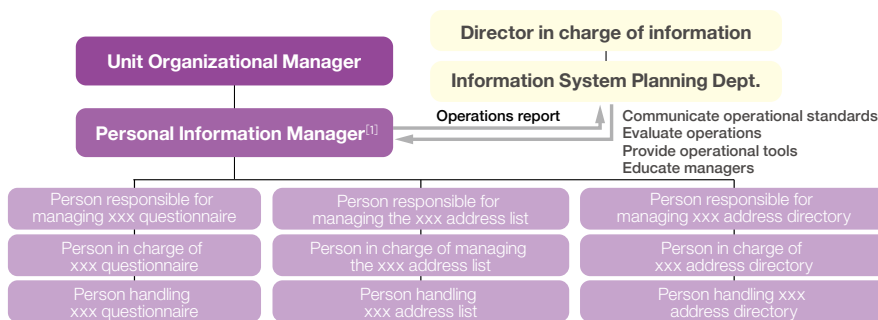 Director in charge of information
Unit Organizational Manager
Information System Planning Dept.
Personal Information Manager[1]
Operations report
Communicate operational standards
Evaluate operations
Provide operational tools
Educate managers
Person responsible for
managing xxx questionnaire
Person responsible for
managing the xxx address list
Person responsible for
managing xxx address directory
Person in charge of
xxx questionnaire
Person in charge of managing
the xxx address list
Person in charge of
xxx address directory
Person handling
xxx questionnaire
Person handling
xxx address list
Person handling xxx
address directory